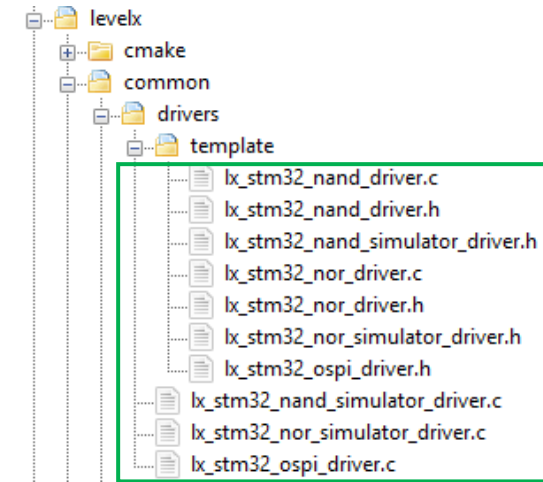 levelx
cmake
common
drivers
template
lx_stm32_nand_driver.c
lx_stm32_nand_driver.h
lx_stm32_nand_simulator_driver.h
lx_stm32_nor_driver.c
lx_stm32_nor_driver.h
lx_stm32_nor_simulator_driver.h
lx_stm32_ospi_driver.h
lx_stm32_nand_simulator_driver.c
lx_stm32_nor_simulator_driver.c
lx_stm32_ospi_driver.c